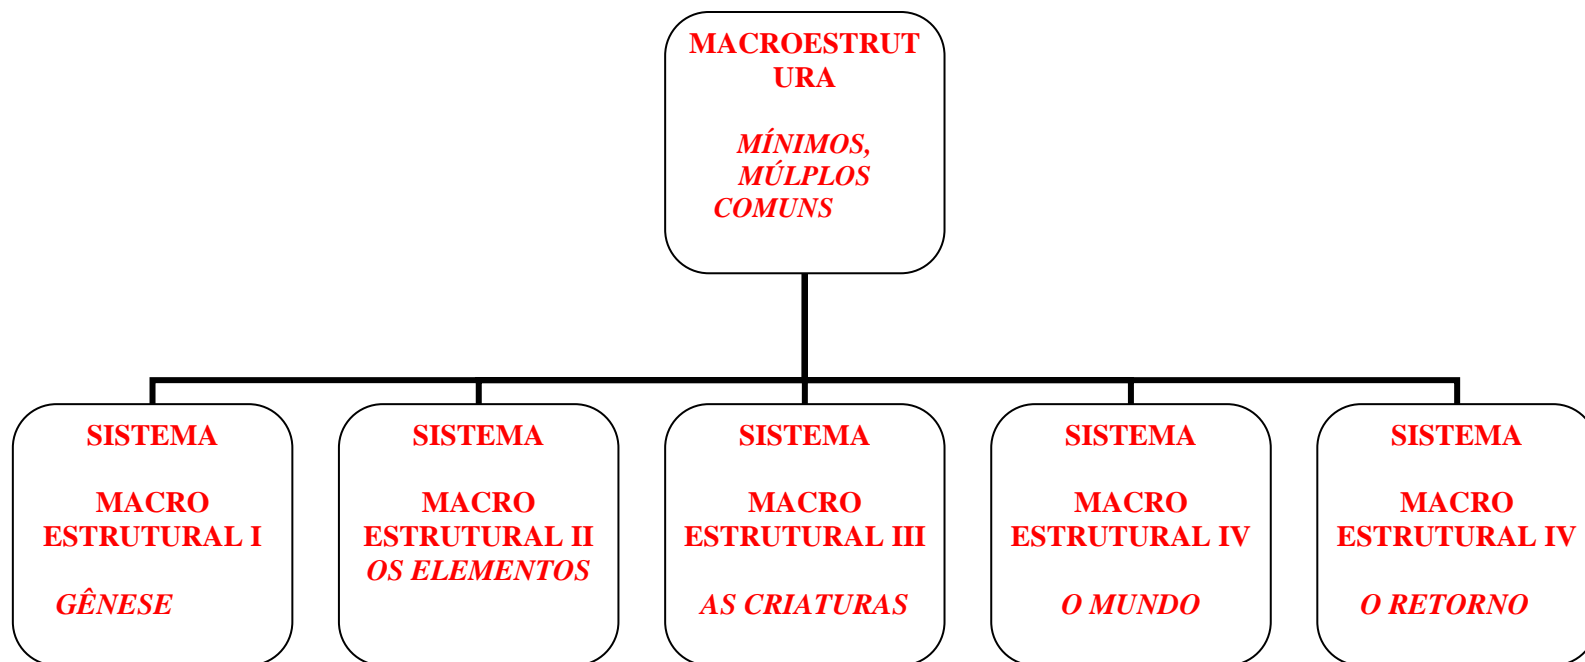 MACROESTRUT
URA
MÍNIMOS,
MÚLPLOS
COMUNS
SISTEMA
MACRO
ESTRUTURAL I
GÊNESE
SISTEMA
MACRO
ESTRUTURAL II
OS ELEMENTOS
SISTEMA
MACRO
ESTRUTURAL III
AS CRIATURAS
SISTEMA
MACRO
ESTRUTURAL IV
O MUNDO
SISTEMA
MACRO
ESTRUTURAL IV
O RETORNO